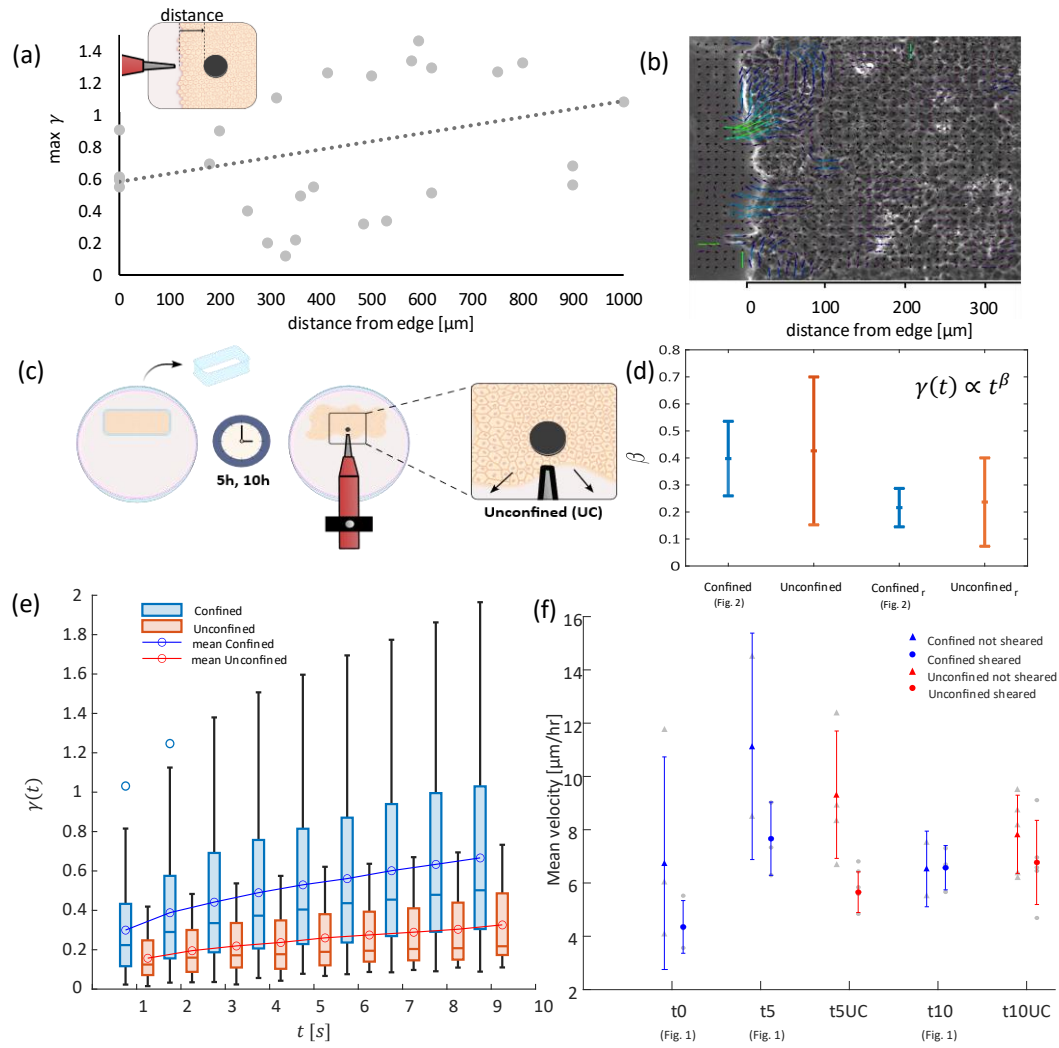 distance
(a)
max γ
1.4
1.2
1
0.8
0.6
0.4
0.2
0
0 100 200 300 400 500 600 700 800 900 1000
distance from edge [µm]
(b)
0 100 200 300
distance from edge [µm]
(c)
5h, 10h
Unconfined (UC)
(d)
γ(t) ∝ t^β
β
0.8
0.7
0.6
0.5
0.4
0.3
0.2
0.1
0
Confined Unconfined Confined r Unconfined r
(Fig. 2) (Fig. 2)
(e)
Confined
Unconfined
mean Confined
mean Unconfined
γ(t)
2
1.8
1.6
1.4
1.2
1
0.8
0.6
0.4
0.2
0
1 2 3 4 5 6 7 8 9 10
t [s]
(f)
Confined not sheared
Confined sheared
Unconfined not sheared
Unconfined sheared
Mean velocity [µm/hr]
16
14
12
10
8
6
4
2
t0 t5 t5UC t10 t10UC
(Fig. 1) (Fig. 1) (Fig. 1)